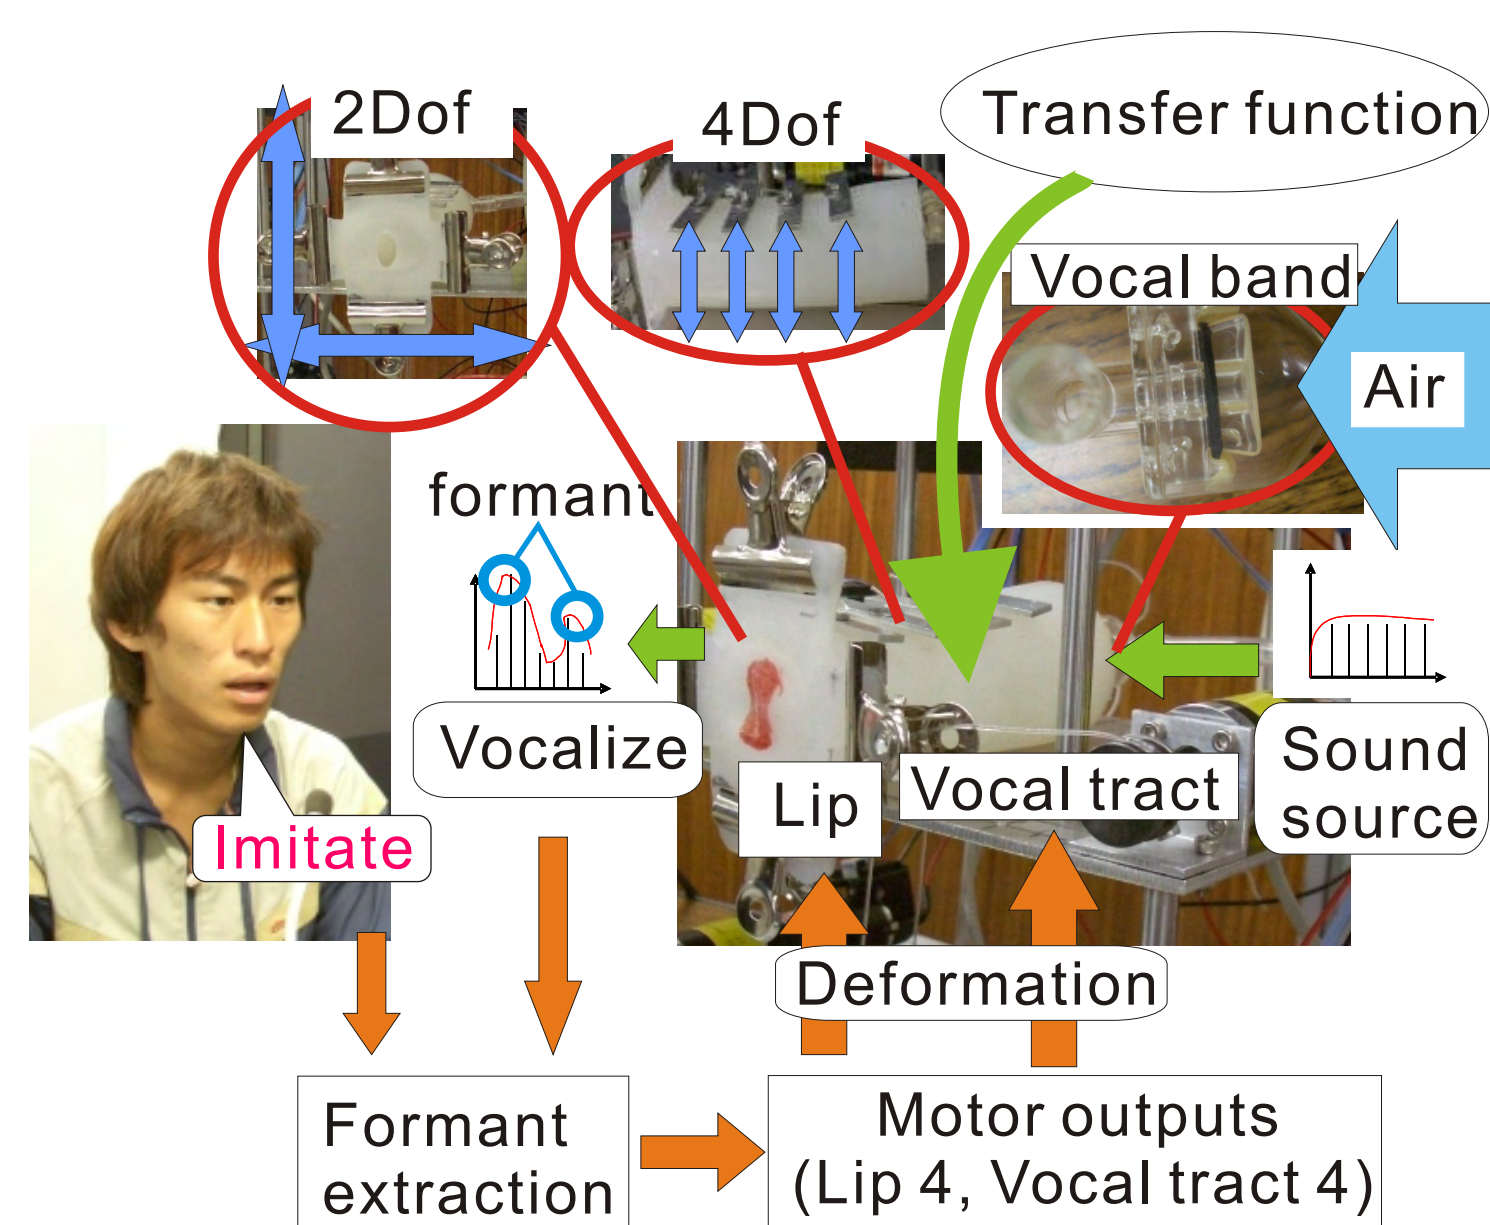 2Dof
4Dof
Transfer function
Vocal band
Air
formant
Vocalize
Imitate
Lip
Vocal tract
Sound
source
Deformation
Formant
extraction
Motor outputs
(Lip 4, Vocal tract 4)